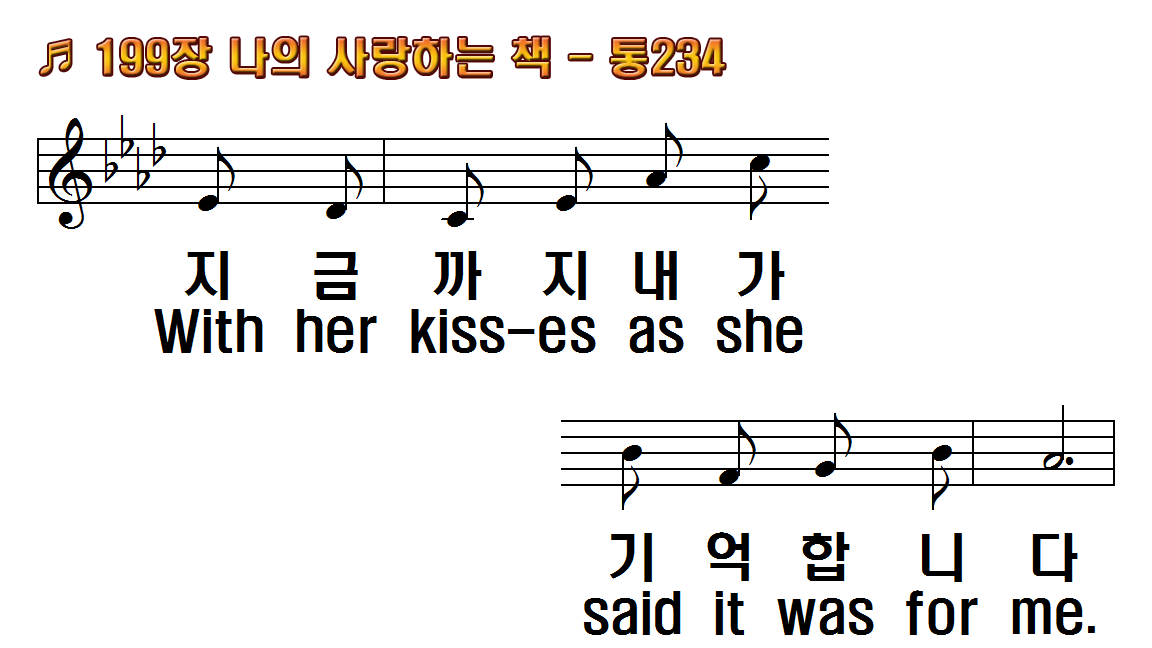 ♬ 199장 나의 사랑하는 책 - 통234
지 금 까 지 내 가
With her kiss-es as she
기 억 합 니 다
said it was for me.